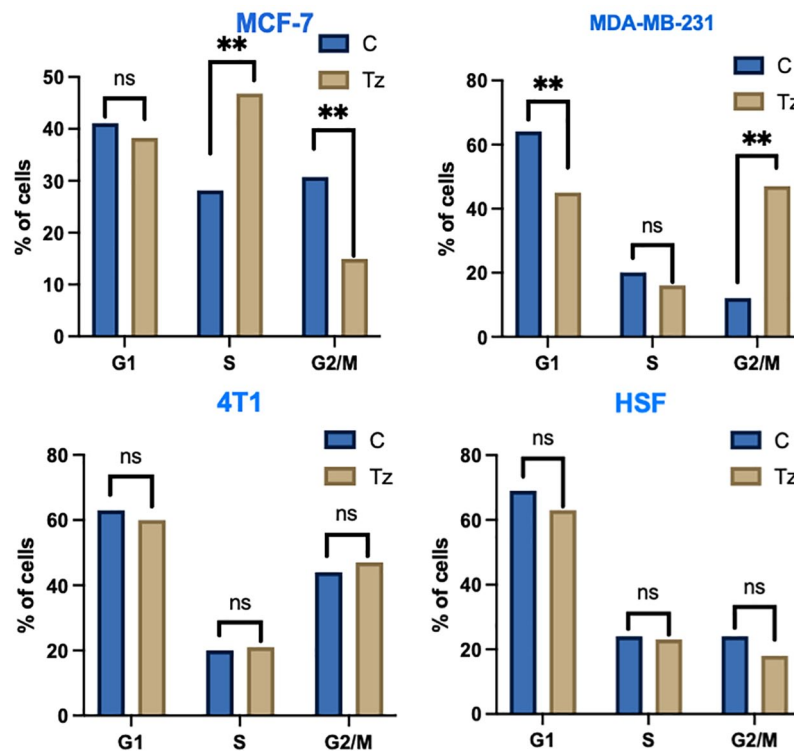 MCF-7
C
Tz
ns
**
**
% of cells
50
40
30
20
10
0
G1 S G2/M
MDA-MB-231
C
Tz
**
ns
**
% of cells
80
60
40
20
0
G1 S G2/M
4T1
C
Tz
ns
ns
ns
% of cells
80
60
40
20
0
G1 S G2/M
HSF
C
Tz
ns
ns
ns
% of cells
80
60
40
20
0
G1 S G2/M